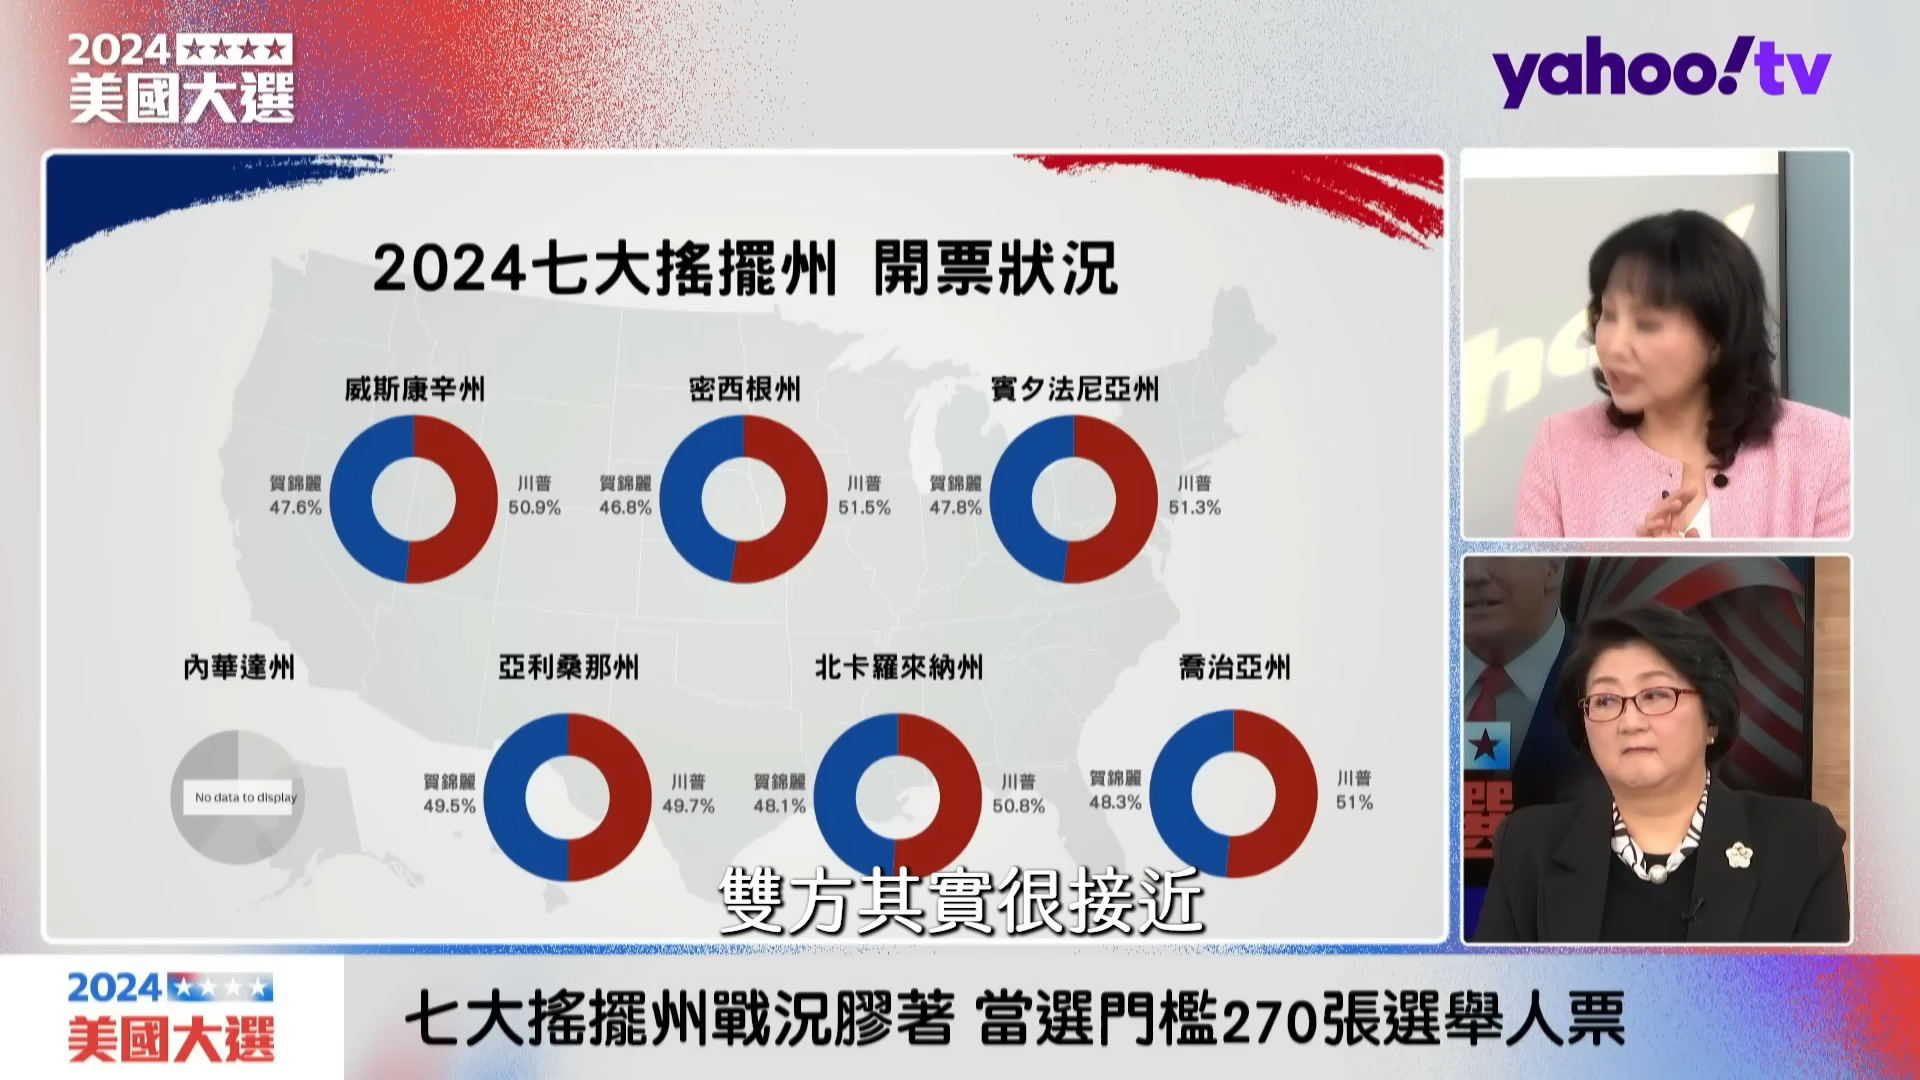 2024
美國大選
yahoo!tv
2024七大搖擺州 開票狀況
威斯康辛州
賀錦麗
47.6%
川普
50.9%
密西根州
賀錦麗
46.8%
川普
51.5%
賓夕法尼亞州
賀錦麗
47.8%
川普
51.3%
內華達州
No data to display
亞利桑那州
賀錦麗
49.5%
川普
49.7%
北卡羅來納州
賀錦麗
48.1%
川普
50.8%
喬治亞州
賀錦麗
48.3%
川普
51%
雙方其實很接近
2024
美國大選
七大搖擺州戰況膠著 當選門檻270張選舉人票